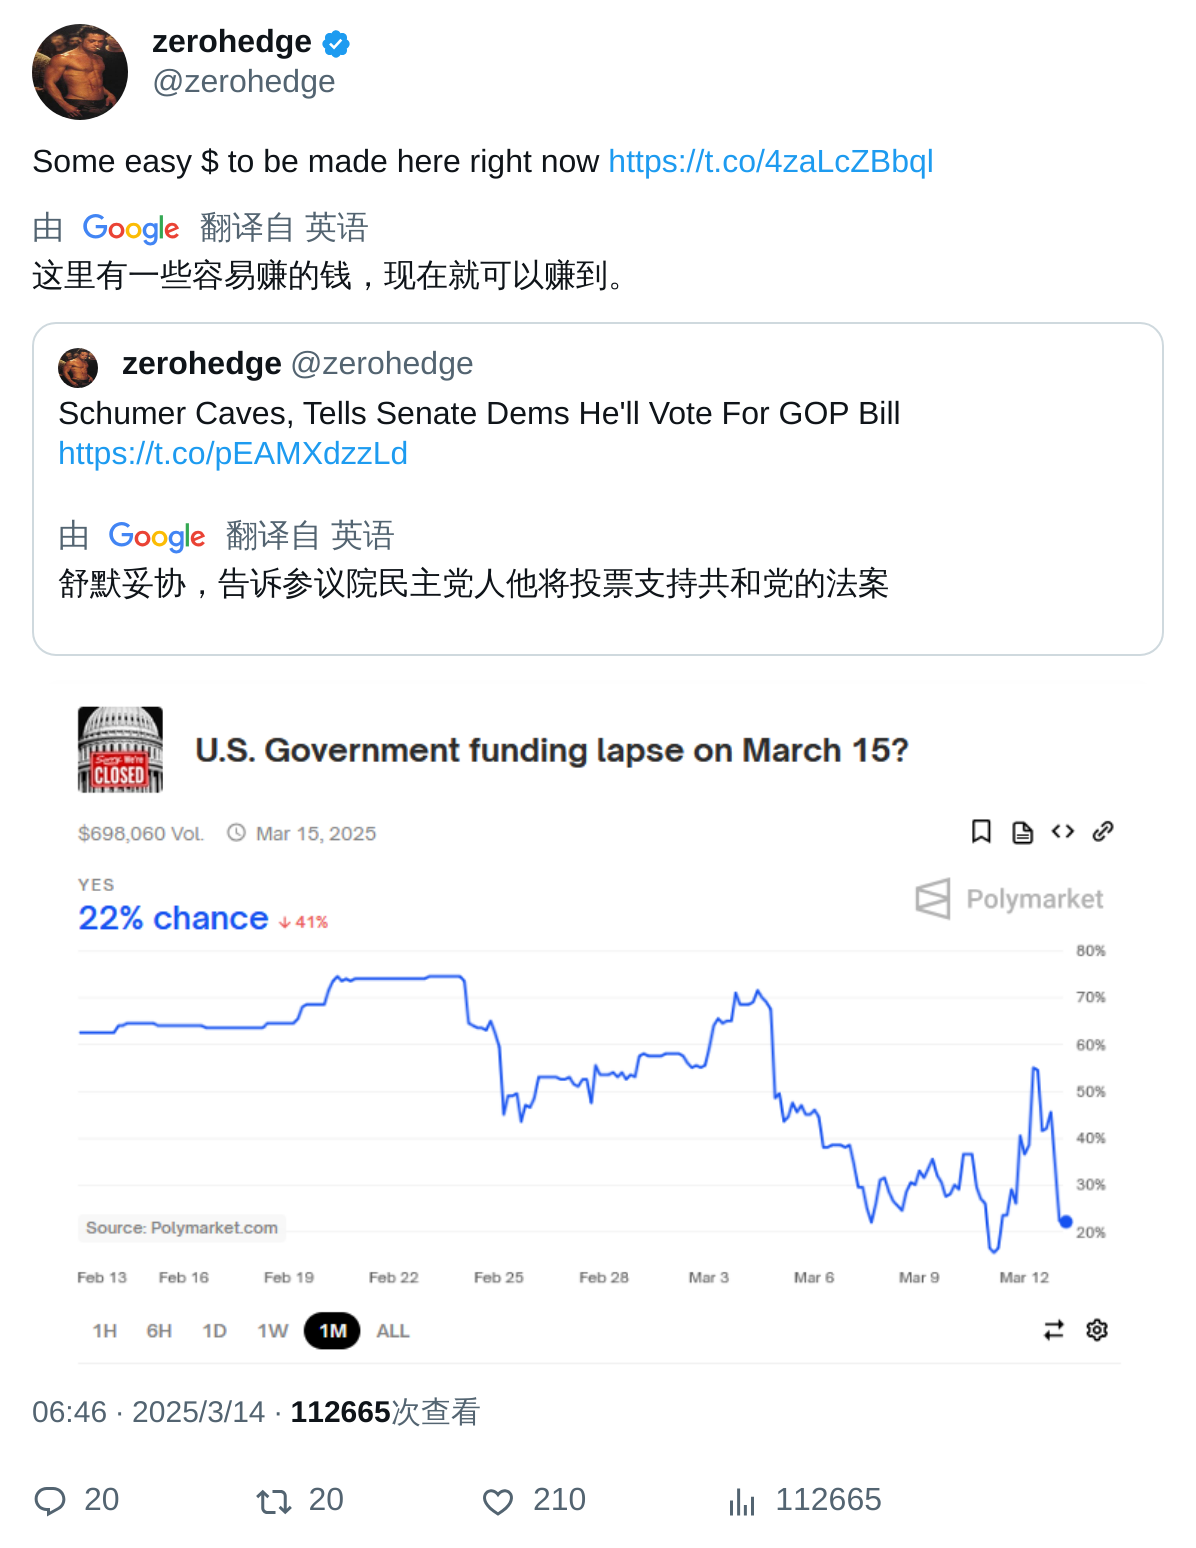 zerohedge
@zerohedge
Some easy $ to be made here right now https://t.co/4zaLcZBbql
由 Google 翻译自 英语
这里有一些容易赚的钱，现在就可以赚到。
zerohedge @zerohedge
Schumer Caves, Tells Senate Dems He'll Vote For GOP Bill
https://t.co/pEAMXdzzLd
由 Google 翻译自 英语
舒默妥协，告诉参议院民主党人他将投票支持共和党的法案
Sorry We're
CLOSED
U.S. Government funding lapse on March 15?
$698,060 Vol. Mar 15, 2025
YES
22% chance ↓ 41%
Polymarket
80%
70%
60%
50%
40%
30%
20%
Source: Polymarket.com
Feb 13 Feb 16 Feb 19 Feb 22 Feb 25 Feb 28 Mar 3 Mar 6 Mar 9 Mar 12
1H 6H 1D 1W 1M ALL
06:46 · 2025/3/14 · 112665次查看
20 20 210 112665